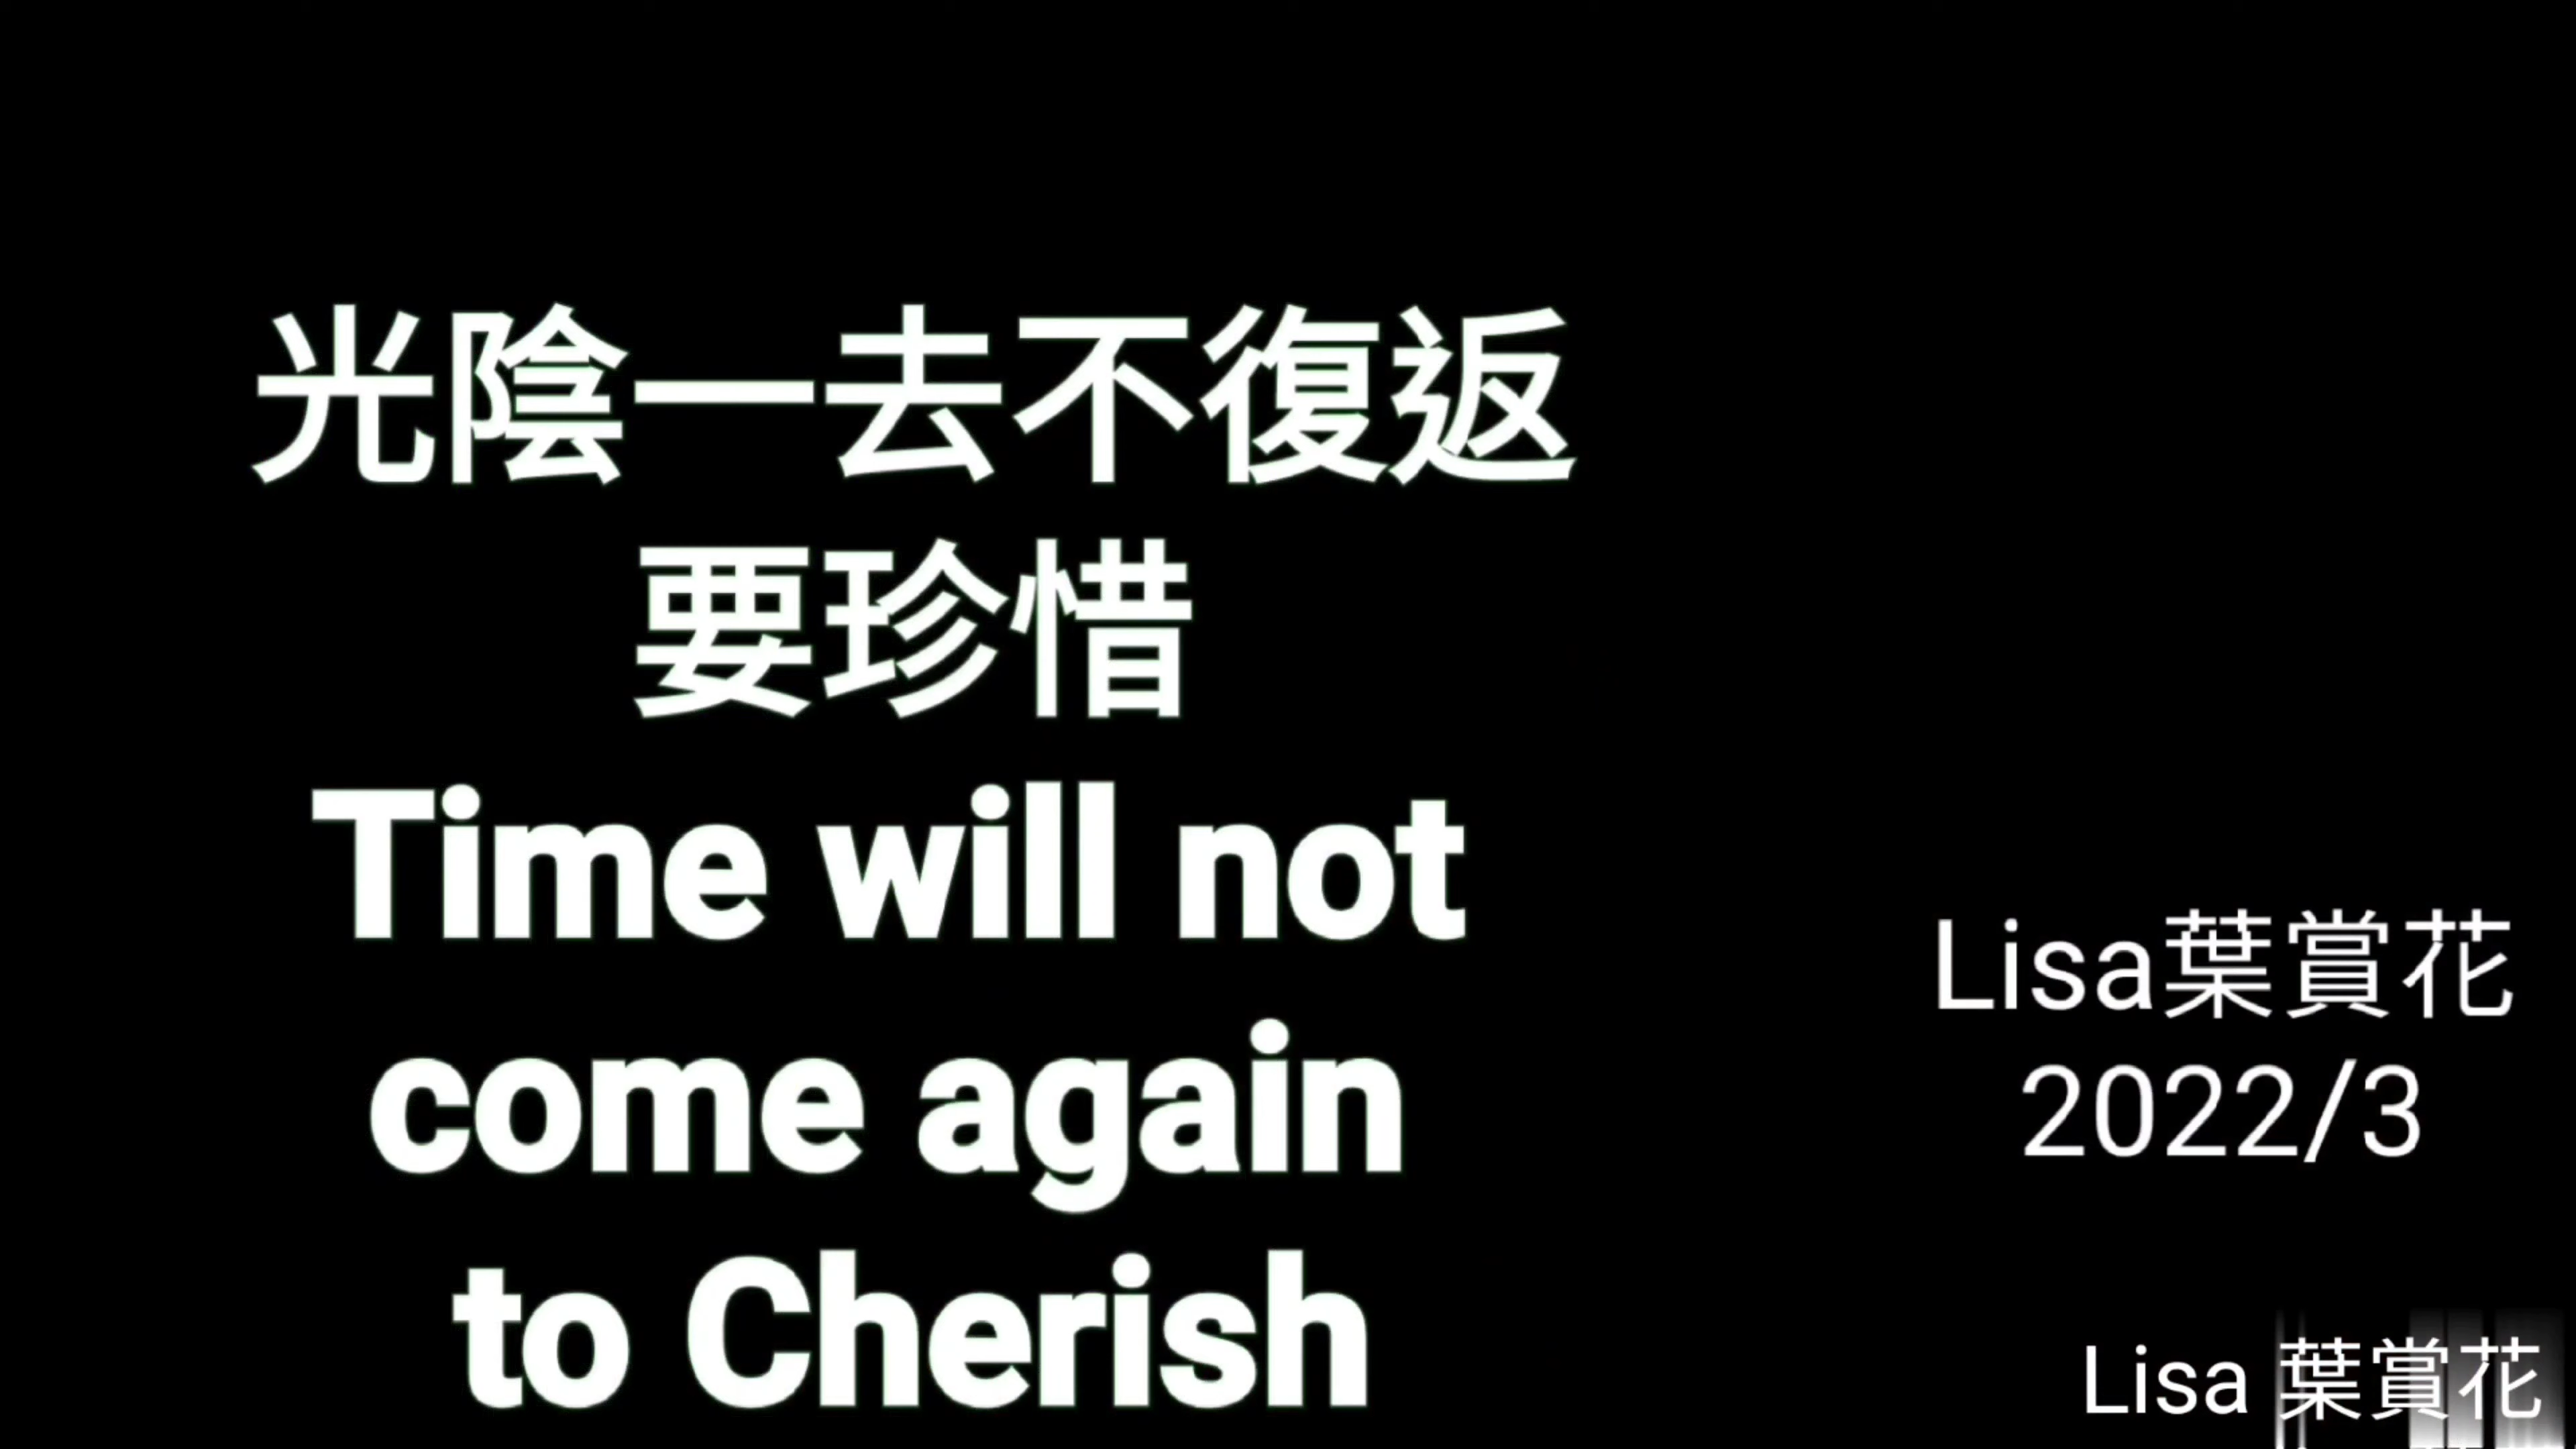 光陰一去不復返
要珍惜
Time will not
come again
to Cherish
Lisa葉賞花
2022/3
Lisa 葉賞花